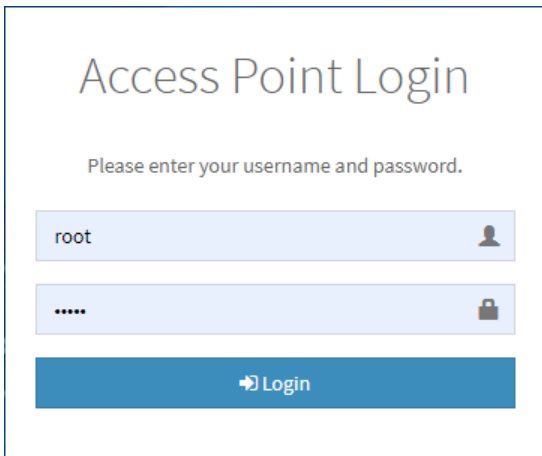 Access Point Login
Please enter your username and password.
root
•••••
Login